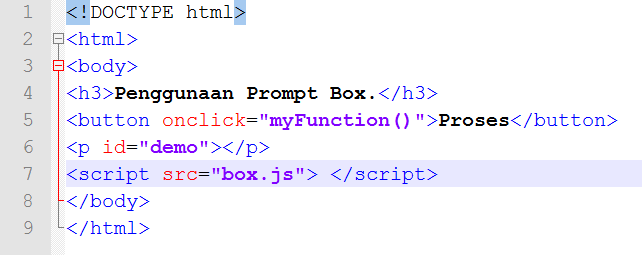 1 <!DOCTYPE html>
2 <html>
3 <body>
4 <h3>Penggunaan Prompt Box.</h3>
5 <button onclick="myFunction()">Proses</button>
6 <p id="demo"></p>
7 <script src="box.js"> </script>
8 </body>
9 </html>